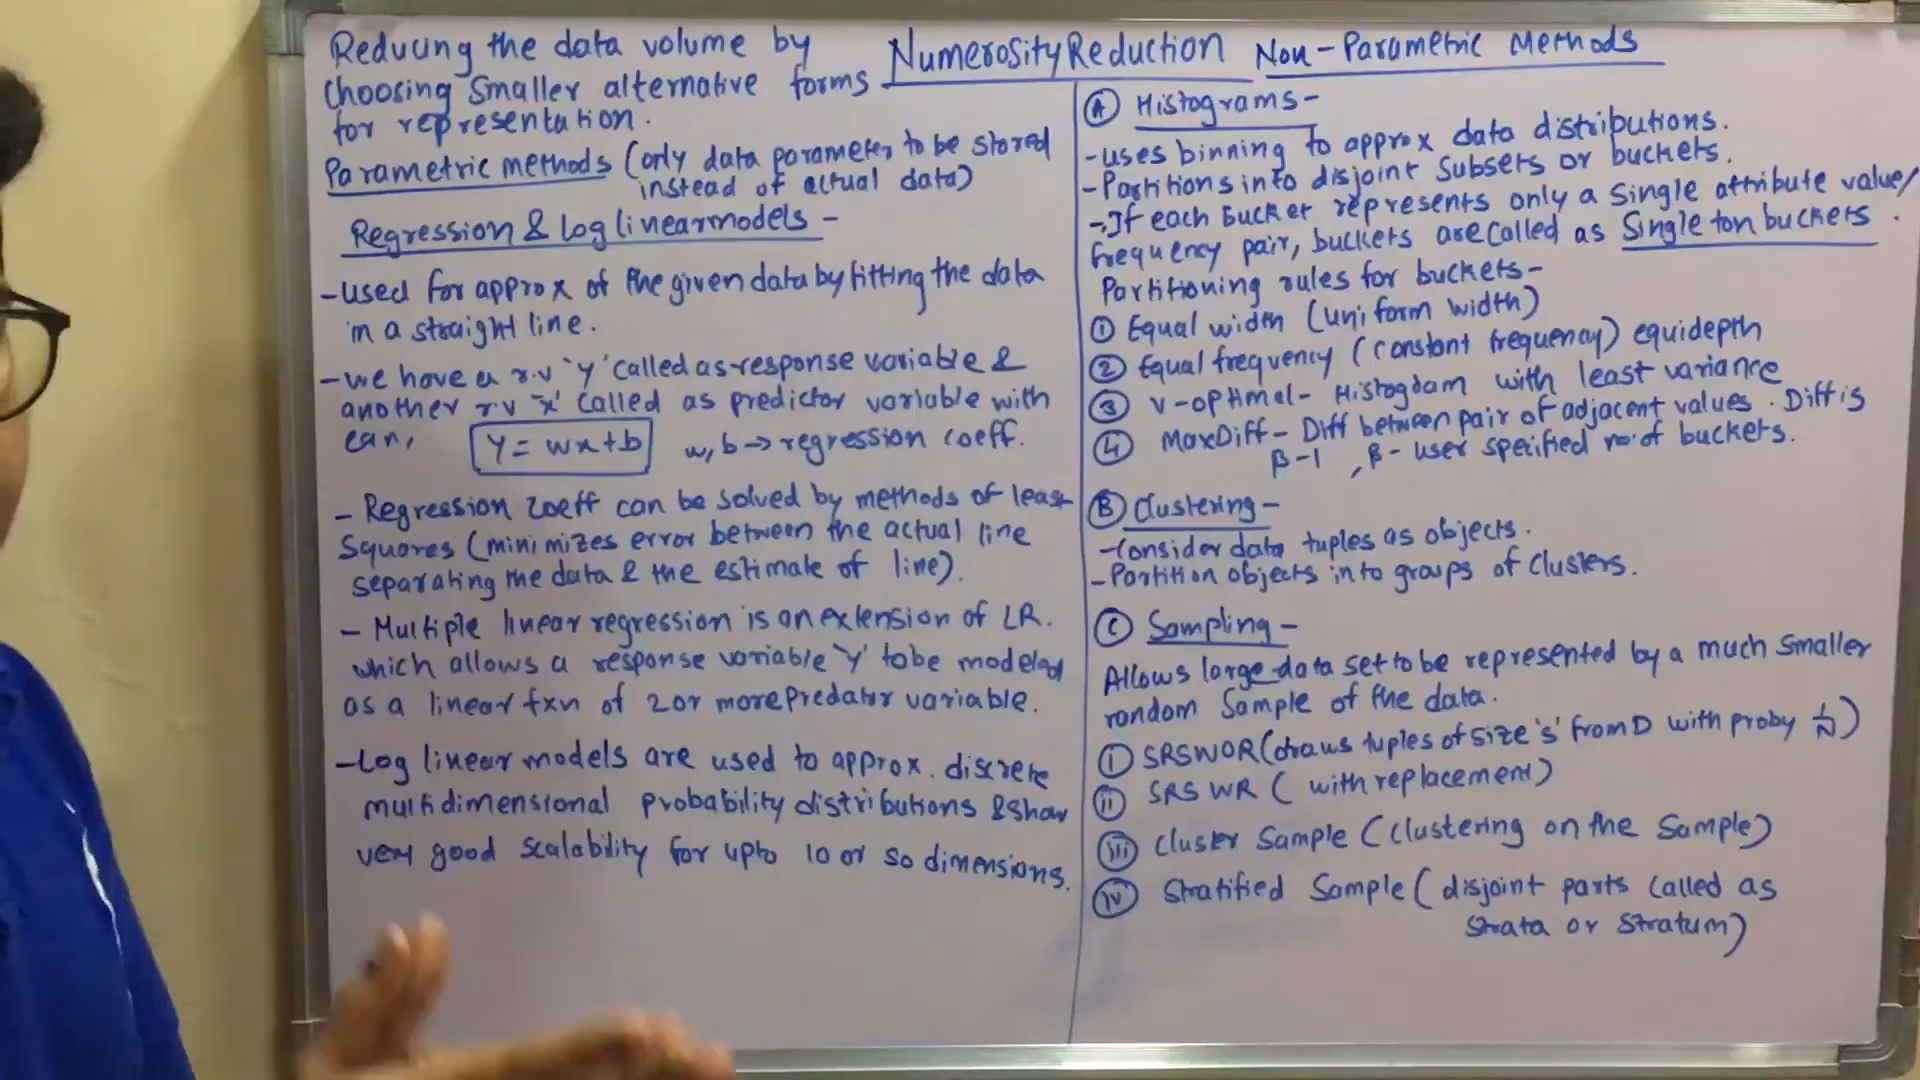 Numerosity Reduction
Reducing the data volume by
choosing smaller alternative forms
for representation.
Parametric methods (only data parameter to be stored
instead of actual data)
Regression & log linear models -
- used for approx of the given data by fitting the data
in a straight line.
- we have a r.v 'y' called as response variable &
another r.v 'x' called as predictor variable with
eqn, Y = wx+b w, b → regression coeff.
- Regression coeff can be solved by methods of least
squares (minimizes error between the actual line
separating the data & the estimate of line).
- Multiple linear regression is an extension of LR.
which allows a response variable 'y' to be modeled
as a linear fxn of 2 or more predator variable.
- Log linear models are used to approx. discrete
multidimensional probability distributions & show
very good scalability for upto 10 or so dimensions.
Non-Parametric Methods
Ⓐ Histograms -
- uses binning to approx data distributions.
- Partitions into disjoint subsets or buckets.
- If each bucket represents only a single attribute value/
frequency pair, buckets are called as Single ton buckets.
Partitioning rules for buckets -
① Equal width (uniform width)
② Equal frequency (constant frequency) equidepth
③ V-optimal - Histogdam with least variance
④ MaxDiff - Diff between pair of adjacent values. Diff is
β-1 , β - user specified no. of buckets.
Ⓑ Clustering -
- Consider data tuples as objects.
- Partition objects into groups of Clusters.
Ⓒ Sampling -
Allows large data set to be represented by a much smaller
random sample of the data.
ⓘ SRSWOR (draws tuples of size 's' from D with proby 1/N)
ⓘⓘ SRSWR ( with replacement)
ⓘⓘⓘ Cluster Sample (clustering on the sample)
ⓘⓥ Stratified Sample ( disjoint parts called as
Strata or Stratum)